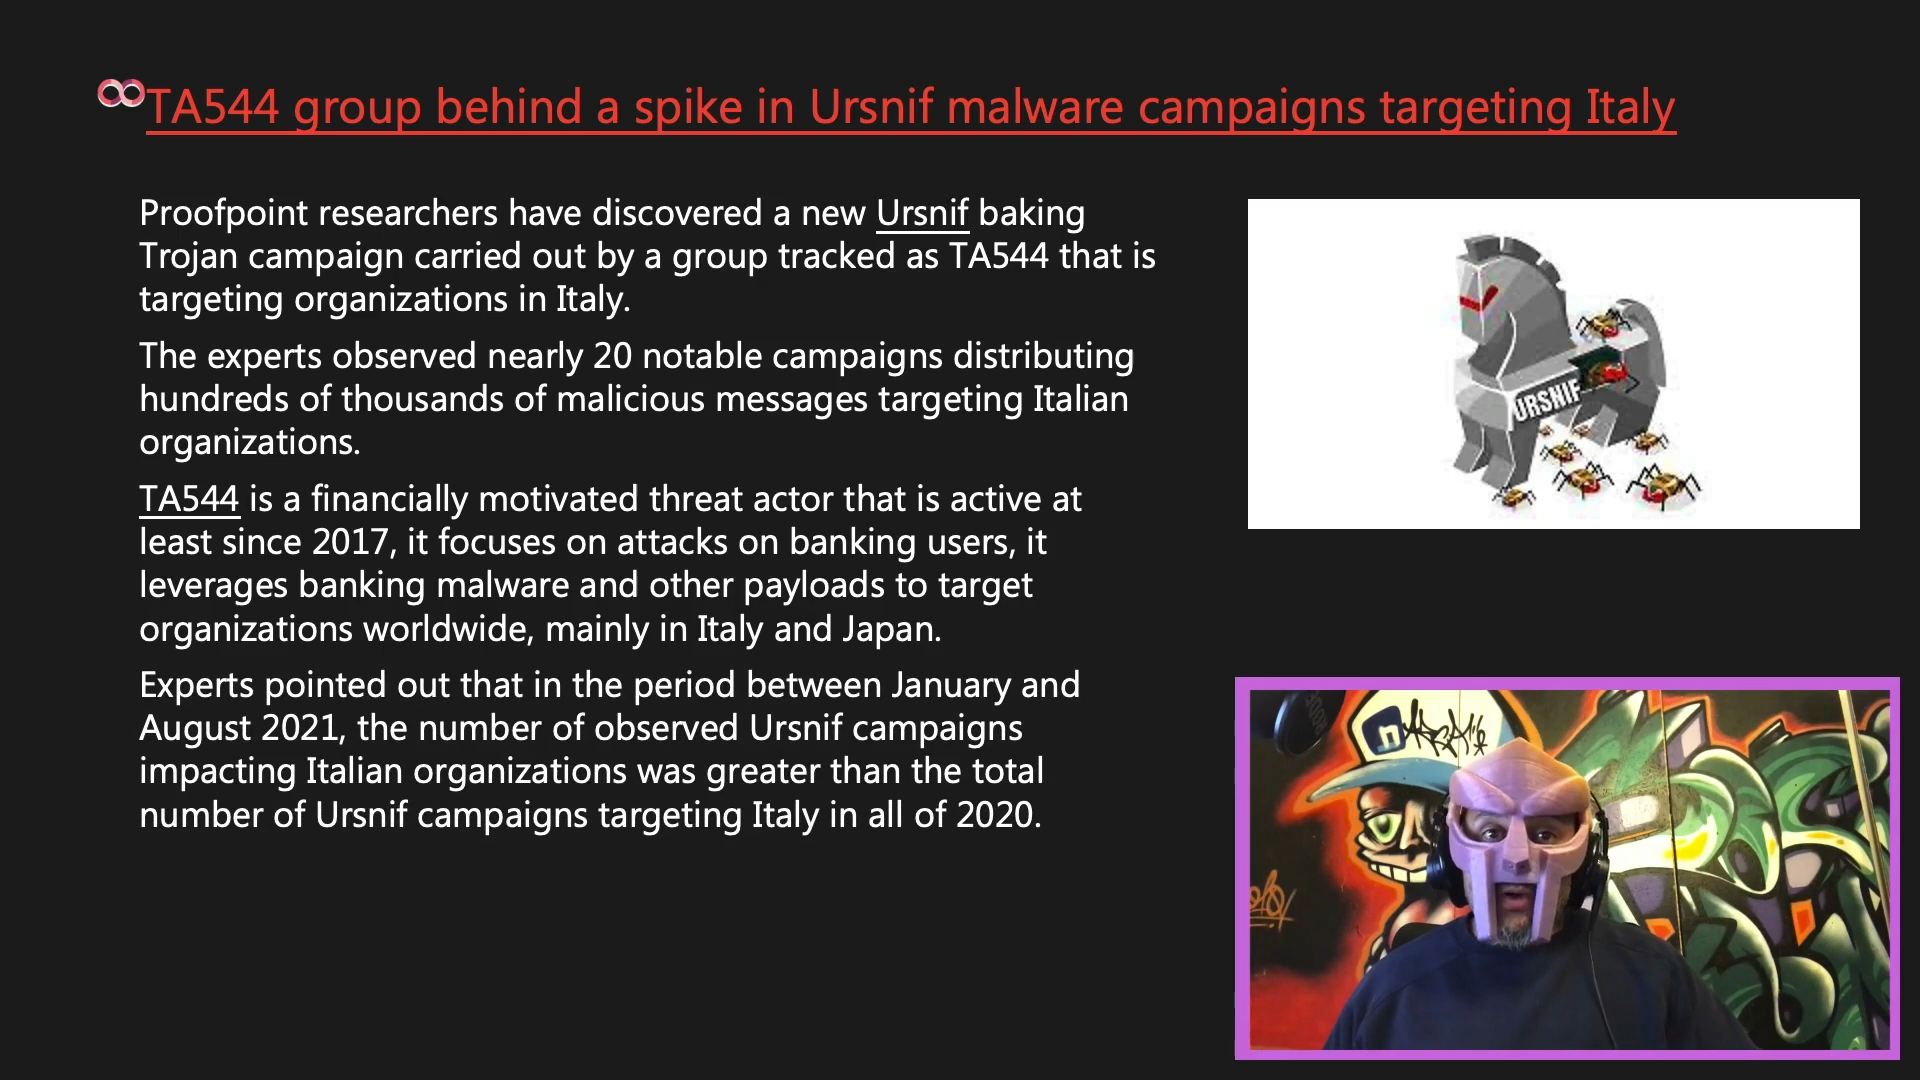 TA544 group behind a spike in Ursnif malware campaigns targeting Italy
Proofpoint researchers have discovered a new Ursnif baking
Trojan campaign carried out by a group tracked as TA544 that is
targeting organizations in Italy.
The experts observed nearly 20 notable campaigns distributing
hundreds of thousands of malicious messages targeting Italian
organizations.
TA544 is a financially motivated threat actor that is active at
least since 2017, it focuses on attacks on banking users, it
leverages banking malware and other payloads to target
organizations worldwide, mainly in Italy and Japan.
Experts pointed out that in the period between January and
August 2021, the number of observed Ursnif campaigns
impacting Italian organizations was greater than the total
number of Ursnif campaigns targeting Italy in all of 2020.
URSNIF